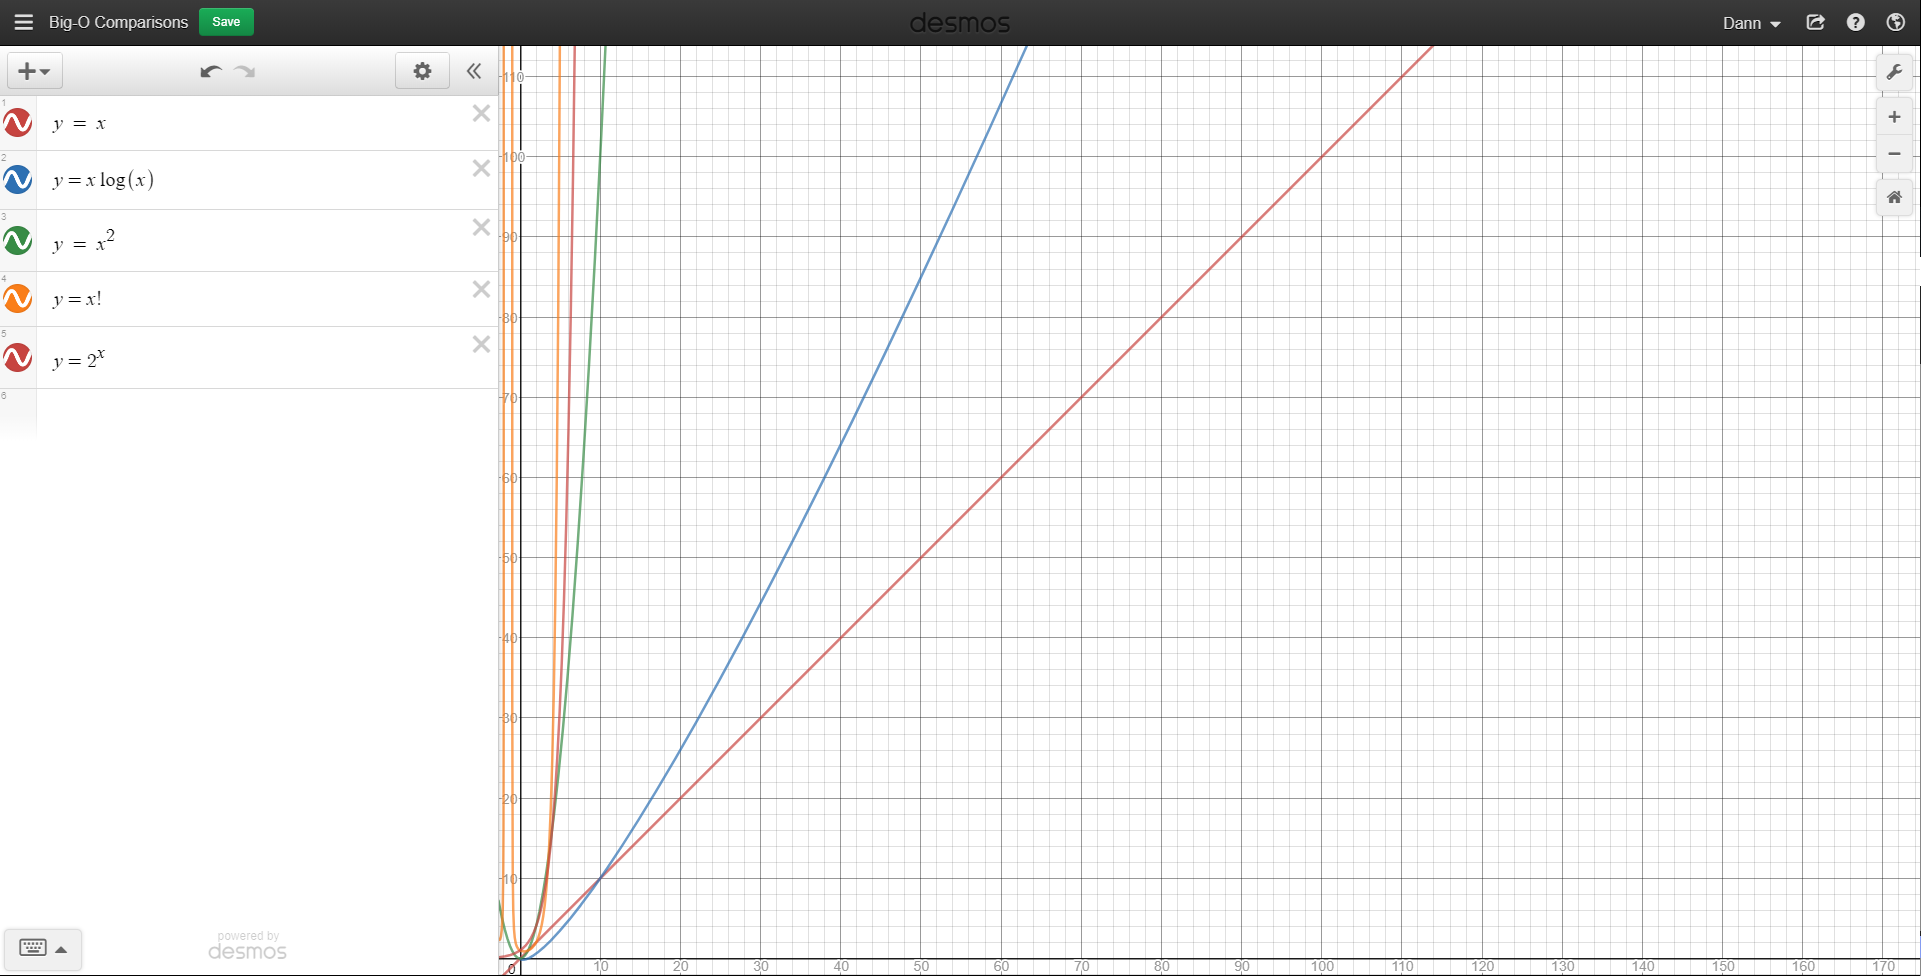 Big-O Comparisons Save desmos Dann
1
y = x
2
y = x log(x)
3
y = x²
4
y = x!
5
y = 2ˣ
6
powered by
desmos
110
100
90
80
70
60
50
40
30
20
10
0 10 20 30 40 50 60 70 80 90 100 110 120 130 140 150 160 170